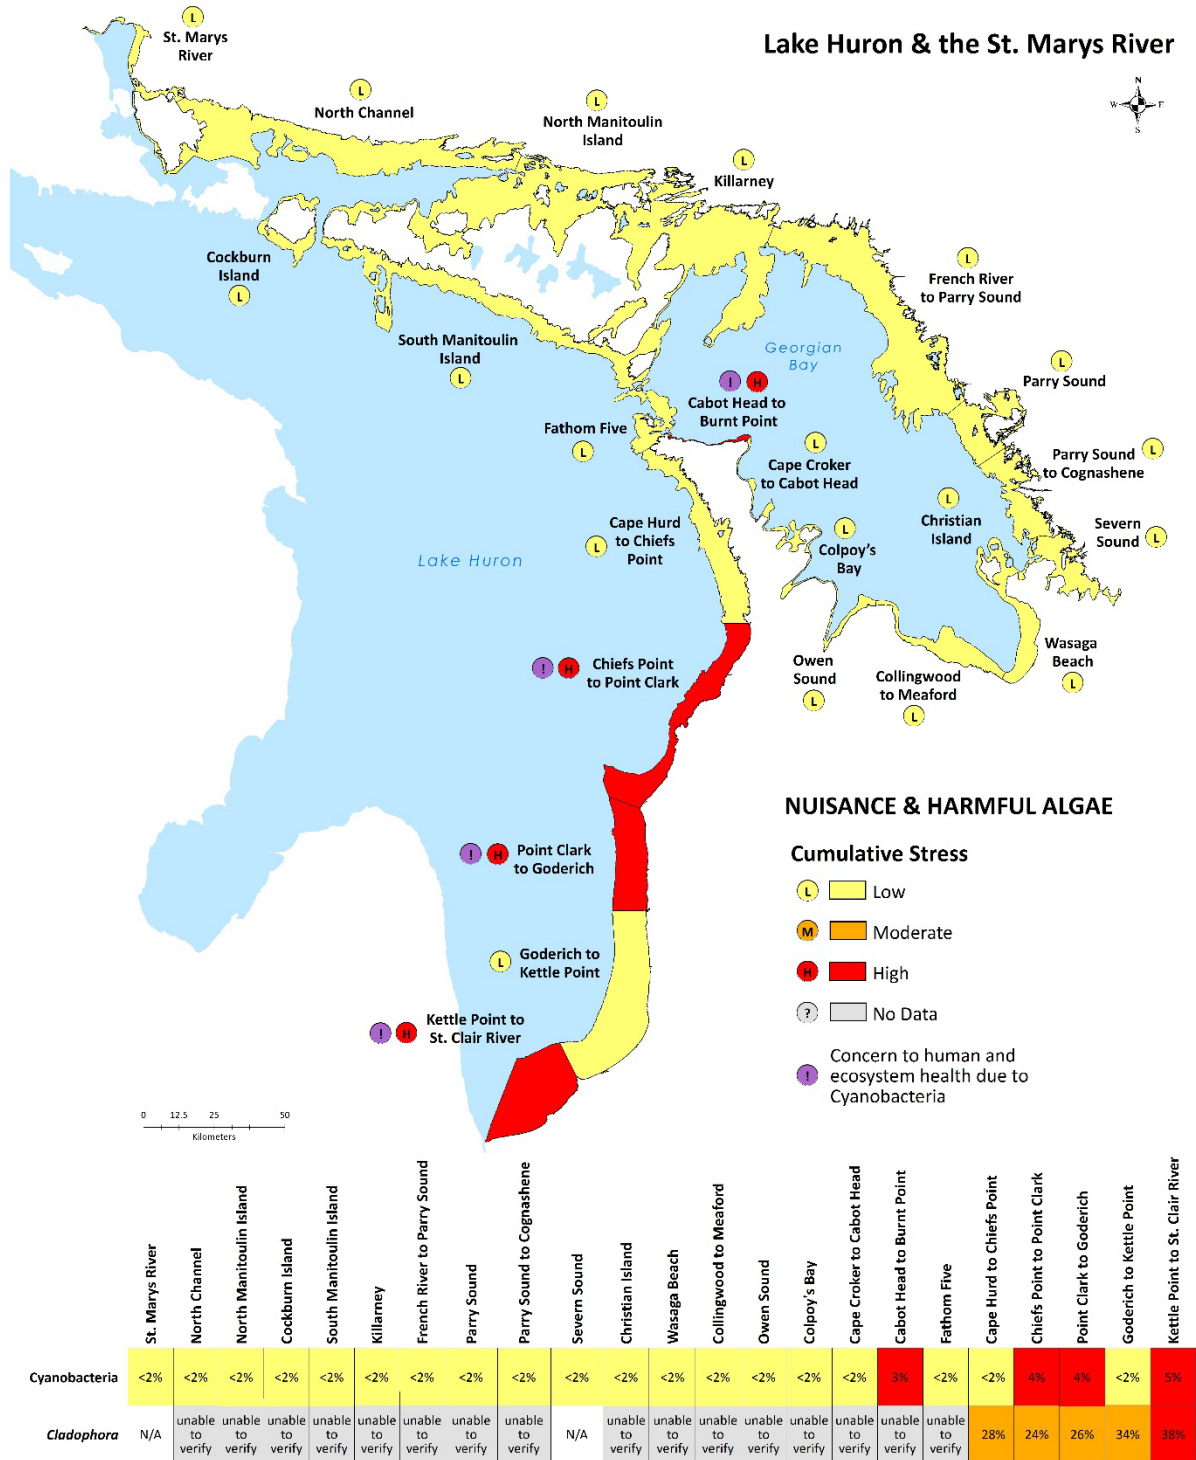 Lake Huron & the St. Marys River
N
W E
S
L
St. Marys
River
L
North Channel
L
North Manitoulin
Island
L
Killarney
Cockburn
Island
L
L
French River
to Parry Sound
South Manitoulin
Island
L
Georgian
Bay
L
Parry Sound
! H
Cabot Head to
Burnt Point
Fathom Five
L
L
Cape Croker
to Cabot Head
Parry Sound
to Cognashene
L
L
Christian
Island
Cape Hurd
to Chiefs
Point
L
L
Colpoy's
Bay
Severn
Sound
L
Lake Huron
Wasaga
Beach
L
Owen
Sound
L
Collingwood
to Meaford
L
! H
Chiefs Point
to Point Clark
! H
Point Clark
to Goderich
L
Goderich to
Kettle Point
! H
Kettle Point to
St. Clair River
NUISANCE & HARMFUL ALGAE
Cumulative Stress
L Low
M Moderate
H High
? No Data
! Concern to human and
ecosystem health due to
Cyanobacteria
0 12.5 25 50
Kilometers
St. Marys River
North Channel
North Manitoulin Island
Cockburn Island
South Manitoulin Island
Killarney
French River to Parry Sound
Parry Sound
Parry Sound to Cognashene
Severn Sound
Christian Island
Wasaga Beach
Collingwood to Meaford
Owen Sound
Colpoy's Bay
Cape Croker to Cabot Head
Cabot Head to Burnt Point
Fathom Five
Cape Hurd to Chiefs Point
Chiefs Point to Point Clark
Point Clark to Goderich
Goderich to Kettle Point
Kettle Point to St. Clair River
Cyanobacteria <2% <2% <2% <2% <2% <2% <2% <2% <2% <2% <2% <2% <2% <2% <2% <2% 3% <2% <2% 4% 4% <2% 5%
unable unable unable unable unable unable unable unable unable unable unable unable unable unable unable unable
Cladophora N/A to to to to to to to to N/A to to to to to to to to 28% 24% 26% 34% 38%
verify verify verify verify verify verify verify verify verify verify verify verify verify verify verify verify